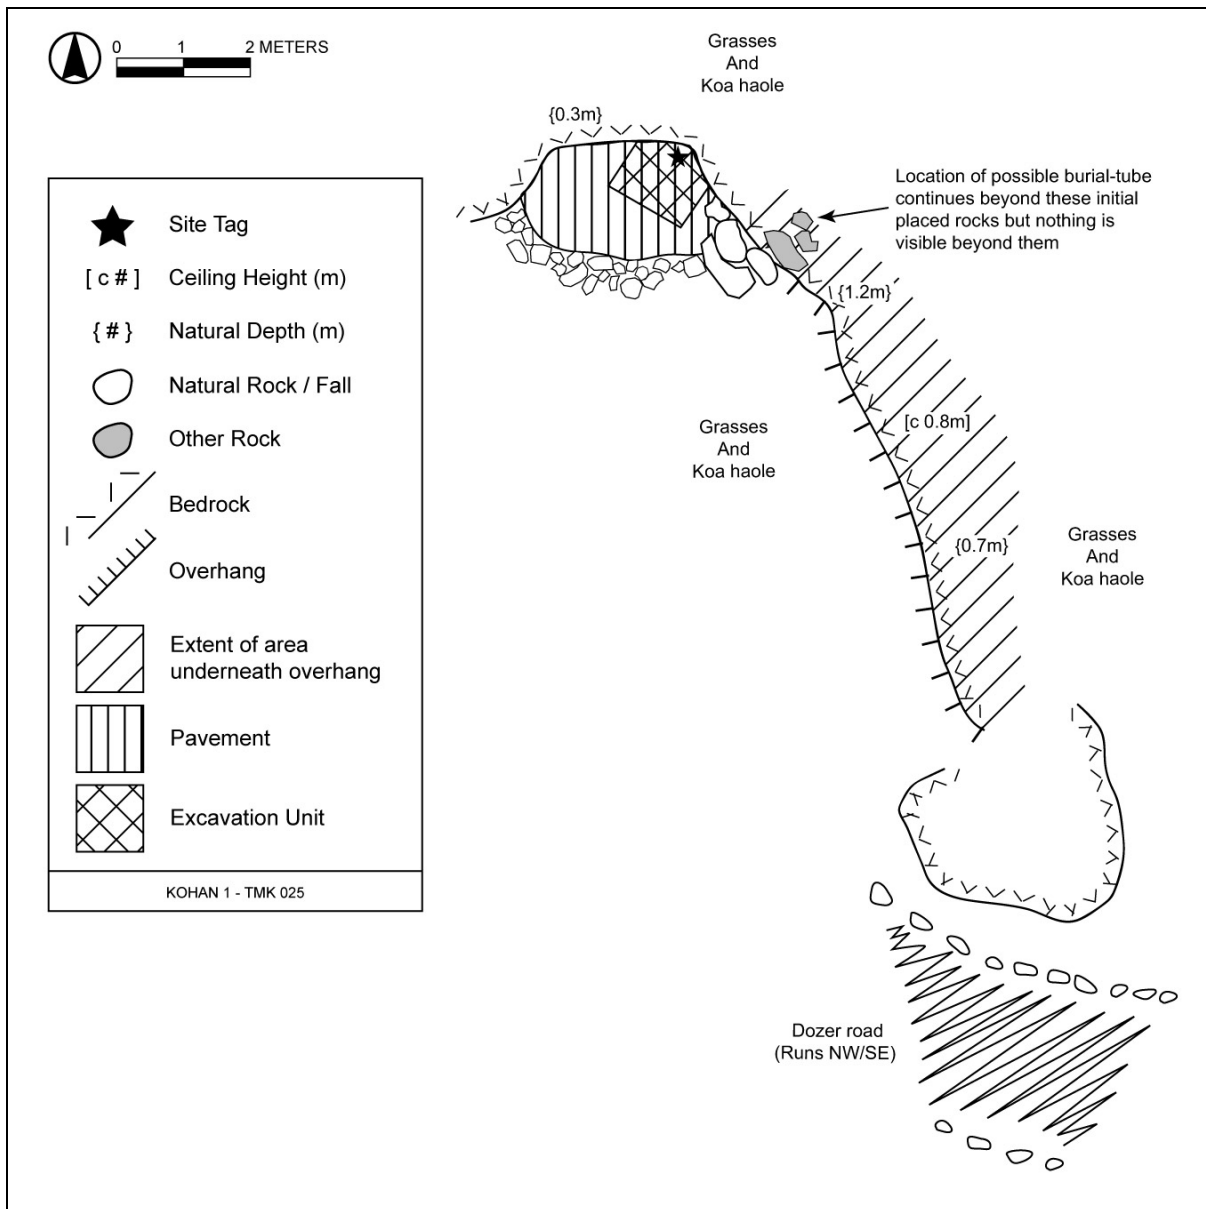 0 1 2 METERS
Grasses
And
Koa haole
{0.3m}
Location of possible burial-tube
continues beyond these initial
placed rocks but nothing is
visible beyond them
{1.2m}
[c 0.8m]
Grasses
And
Koa haole
{0.7m}
Grasses
And
Koa haole
Dozer road
(Runs NW/SE)
Site Tag
[ c # ] Ceiling Height (m)
{ # } Natural Depth (m)
Natural Rock / Fall
Other Rock
Bedrock
Overhang
Extent of area
underneath overhang
Pavement
Excavation Unit
KOHAN 1 - TMK 025